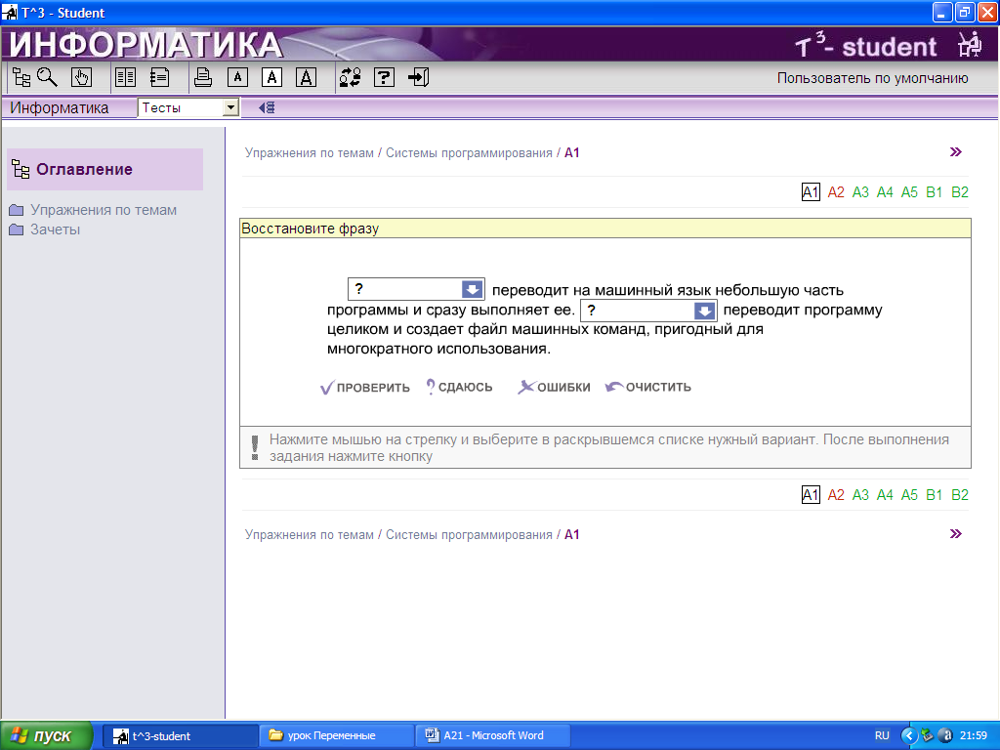 T^3 - Student
ИНФОРМАТИКА
T3- student
A A A
Пользователь по умолчанию
Информатика Тесты
Оглавление
Упражнения по темам
Зачеты
Упражнения по темам / Системы программирования / A1 »
A1 A2 A3 A4 A5 B1 B2
Восстановите фразу
? переводит на машинный язык небольшую часть
программы и сразу выполняет ее. ? переводит программу
целиком и создает файл машинных команд, пригодный для
многократного использования.
ПРОВЕРИТЬ ? СДАЮСЬ ОШИБКИ ОЧИСТИТЬ
! Нажмите мышью на стрелку и выберите в раскрывшемся списке нужный вариант. После выполнения
задания нажмите кнопку
A1 A2 A3 A4 A5 B1 B2
Упражнения по темам / Системы программирования / A1 »
пуск t^3-student урок Переменные A21 - Microsoft Word RU 21:59